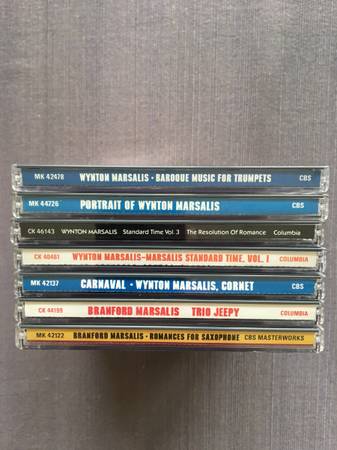 MK 42478 WYNTON MARSALIS • BAROQUE MUSIC FOR TRUMPETS CBS
MK 44726 PORTRAIT OF WYNTON MARSALIS CBS
CK 46143 WYNTON MARSALIS Standard Time Vol. 3 The Resolution Of Romance Columbia
CK 40461 WYNTON MARSALIS–MARSALIS STANDARD TIME, VOL. I COLUMBIA
MK 42137 CARNAVAL • WYNTON MARSALIS, CORNET CBS
CK 44199 BRANFORD MARSALIS TRIO JEEPY COLUMBIA
MK 42122 BRANFORD MARSALIS • ROMANCES FOR SAXOPHONE CBS MASTERWORKS